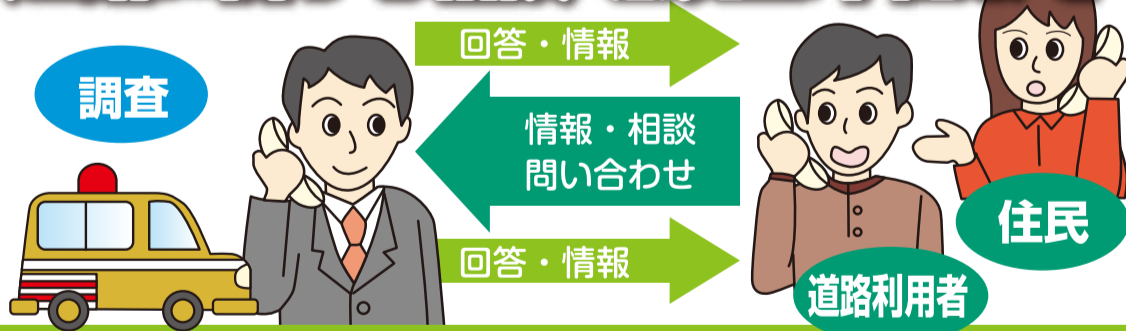 回答・情報
調査
情報・相談
問い合わせ
住民
回答・情報
道路利用者